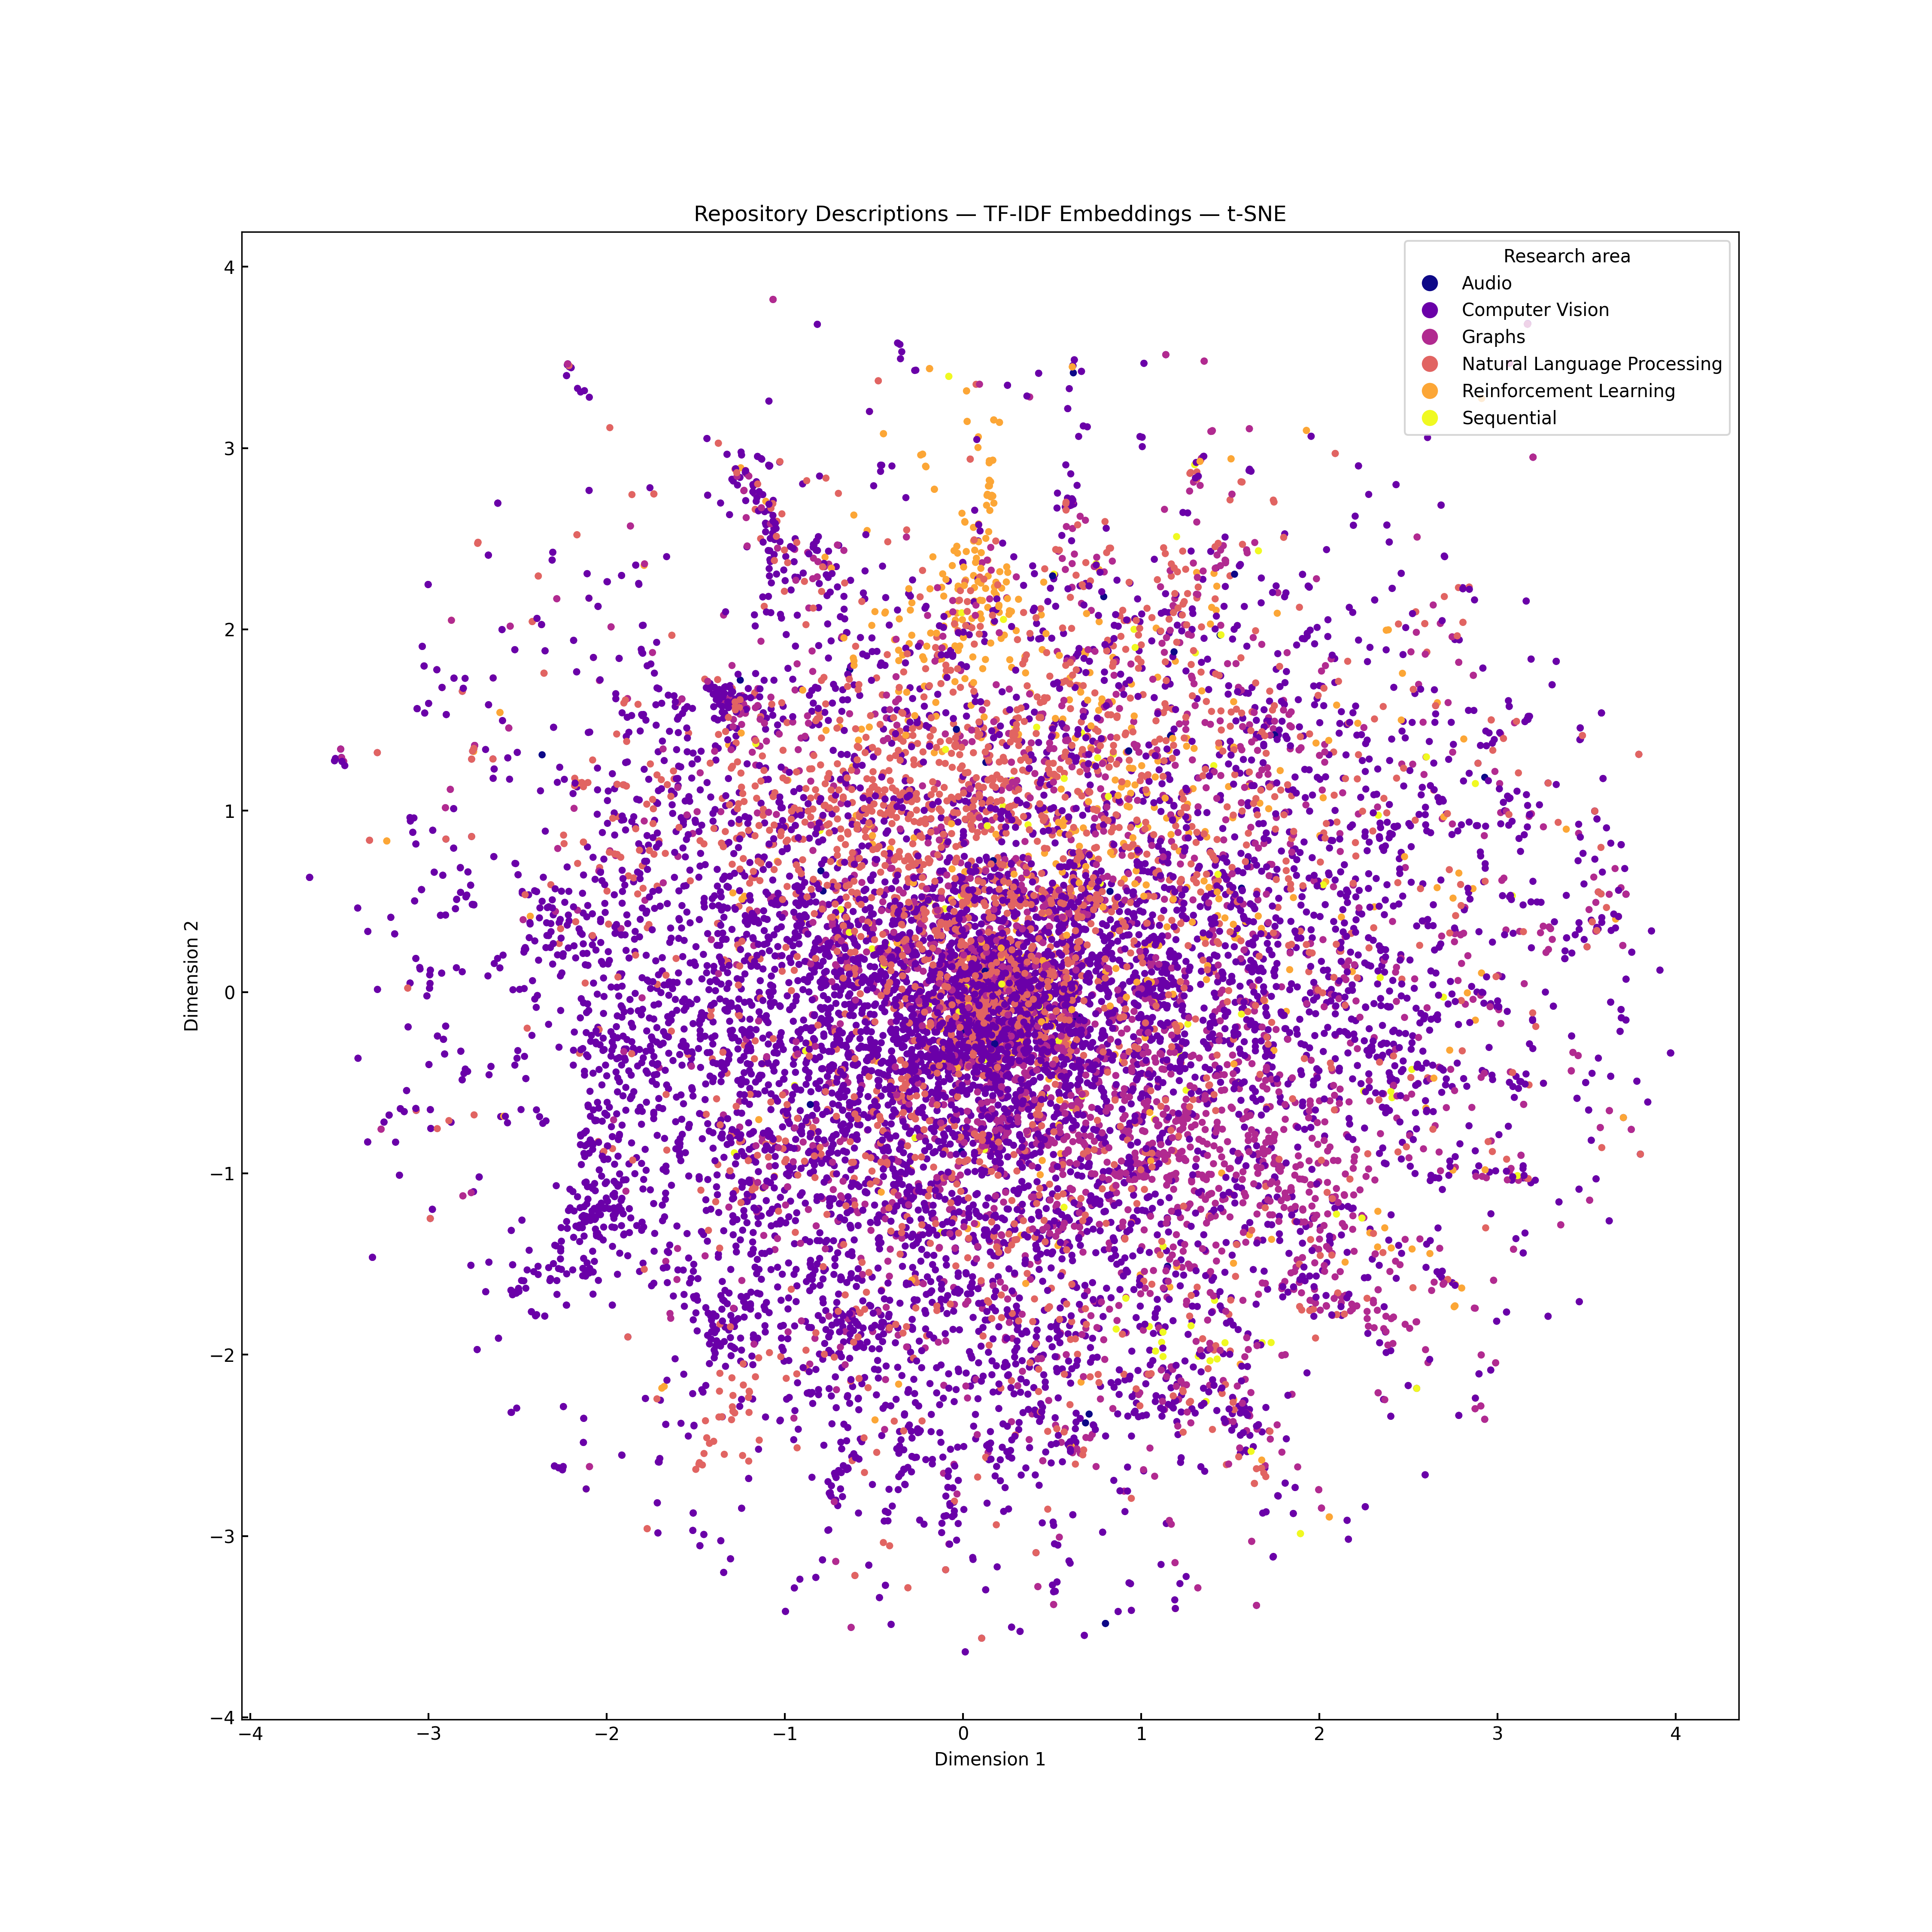 Repository Descriptions — TF-IDF Embeddings — t-SNE
Research area
Audio
Computer Vision
Graphs
Natural Language Processing
Reinforcement Learning
Sequential
4
3
2
1
0
−1
−2
−3
−4
Dimension 2
−4 −3 −2 −1 0 1 2 3 4
Dimension 1